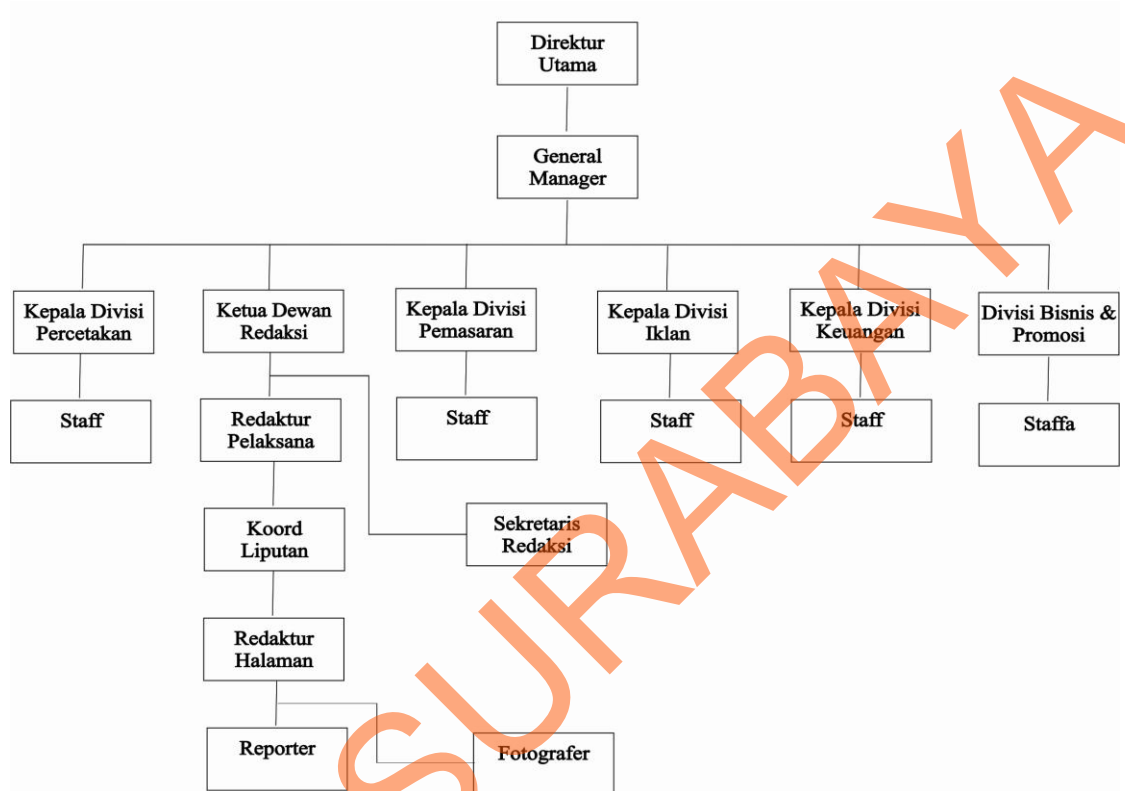 Direktur
Utama
General
Manager
Kepala Divisi
Percetakan
Ketua Dewan
Redaksi
Kepala Divisi
Pemasaran
Kepala Divisi
Iklan
Kepala Divisi
Keuangan
Divisi Bisnis &
Promosi
Staff
Redaktur
Pelaksana
Staff
Staff
Staff
Staffa
Koord
Liputan
Sekretaris
Redaksi
Redaktur
Halaman
Reporter
Fotografer
SURABAYA